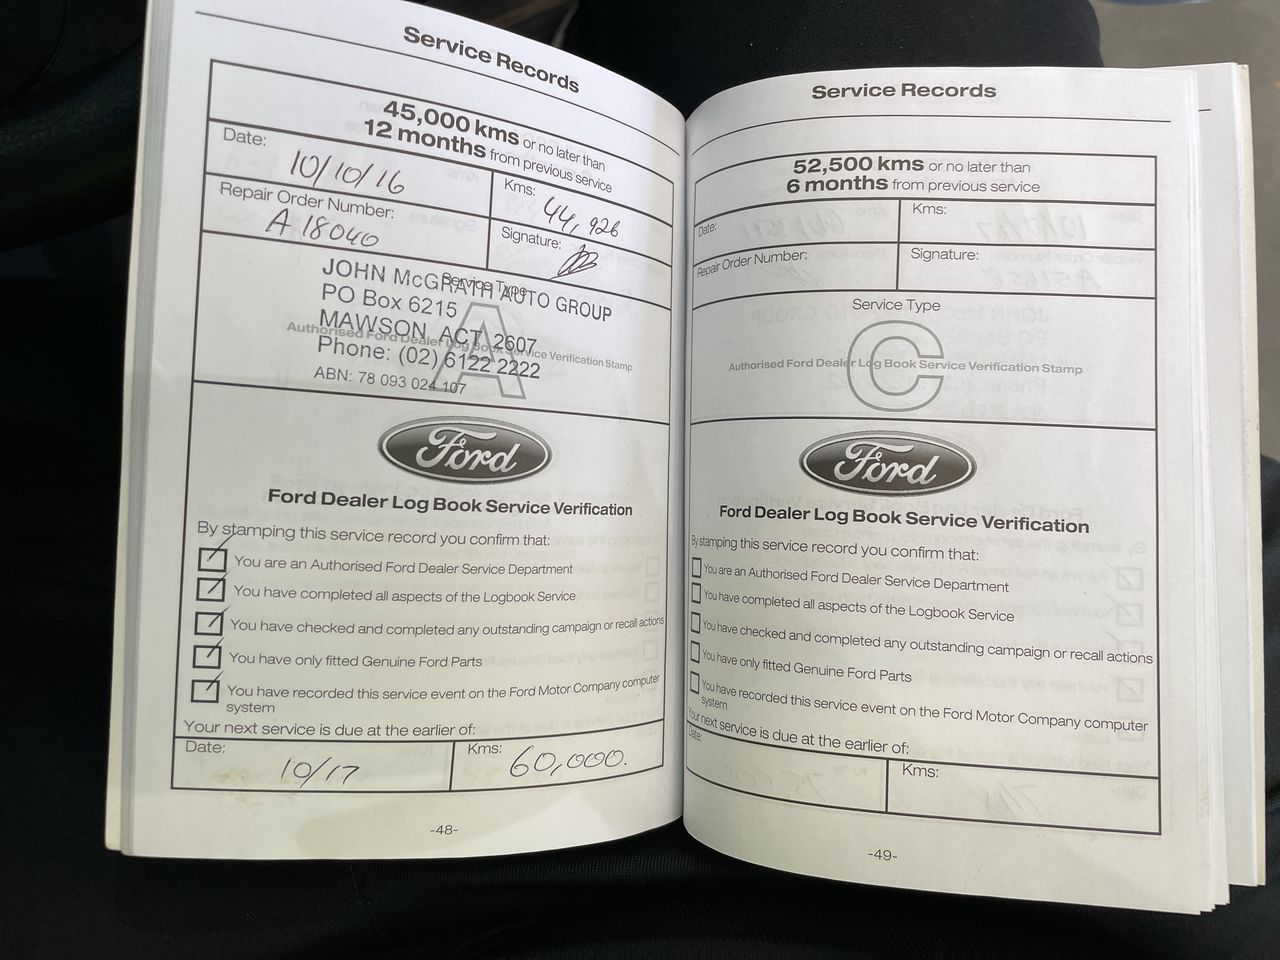 Service Records
45,000 kms or no later than
12 months from previous service
Date:
10/10/16
Kms:
44,926
Repair Order Number:
A 18040
Signature:
Service Type
A
Authorised Ford Dealer Log Book Service Verification Stamp
JOHN McGRATH AUTO GROUP
PO Box 6215
MAWSON, ACT 2607
Phone: (02) 6122 2222
ABN: 78 093 024 107
Ford
Ford Dealer Log Book Service Verification
By stamping this service record you confirm that:
You are an Authorised Ford Dealer Service Department
You have completed all aspects of the Logbook Service
You have checked and completed any outstanding campaign or recall actions
You have only fitted Genuine Ford Parts
You have recorded this service event on the Ford Motor Company computer
system
Your next service is due at the earlier of:
Date:
10/17
Kms:
60,000.
-48-
Service Records
52,500 kms or no later than
6 months from previous service
Date:
Kms:
Repair Order Number:
Signature:
Service Type
C
Authorised Ford Dealer Log Book Service Verification Stamp
Ford
Ford Dealer Log Book Service Verification
By stamping this service record you confirm that:
You are an Authorised Ford Dealer Service Department
You have completed all aspects of the Logbook Service
You have checked and completed any outstanding campaign or recall actions
You have only fitted Genuine Ford Parts
You have recorded this service event on the Ford Motor Company computer
system
Your next service is due at the earlier of:
Date:
Kms:
-49-